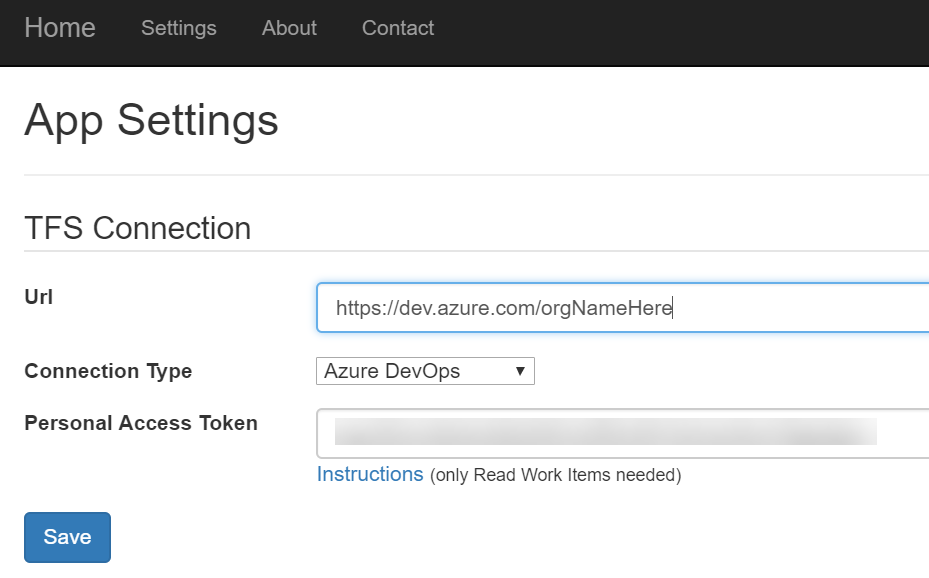 Home Settings About Contact
App Settings
TFS Connection
Url https://dev.azure.com/orgNameHere
Connection Type Azure DevOps
Personal Access Token
Instructions (only Read Work Items needed)
Save